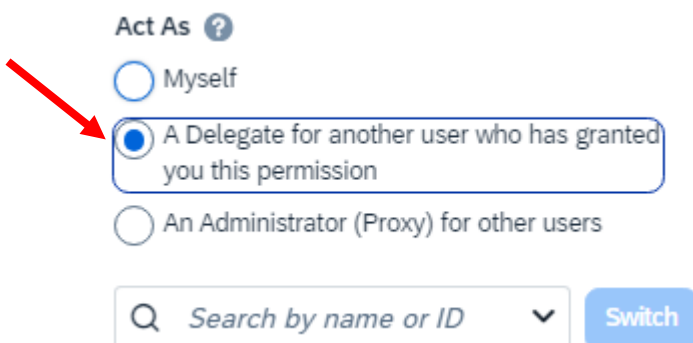 Act As
Myself
A Delegate for another user who has granted
you this permission
An Administrator (Proxy) for other users
Search by name or ID
Switch